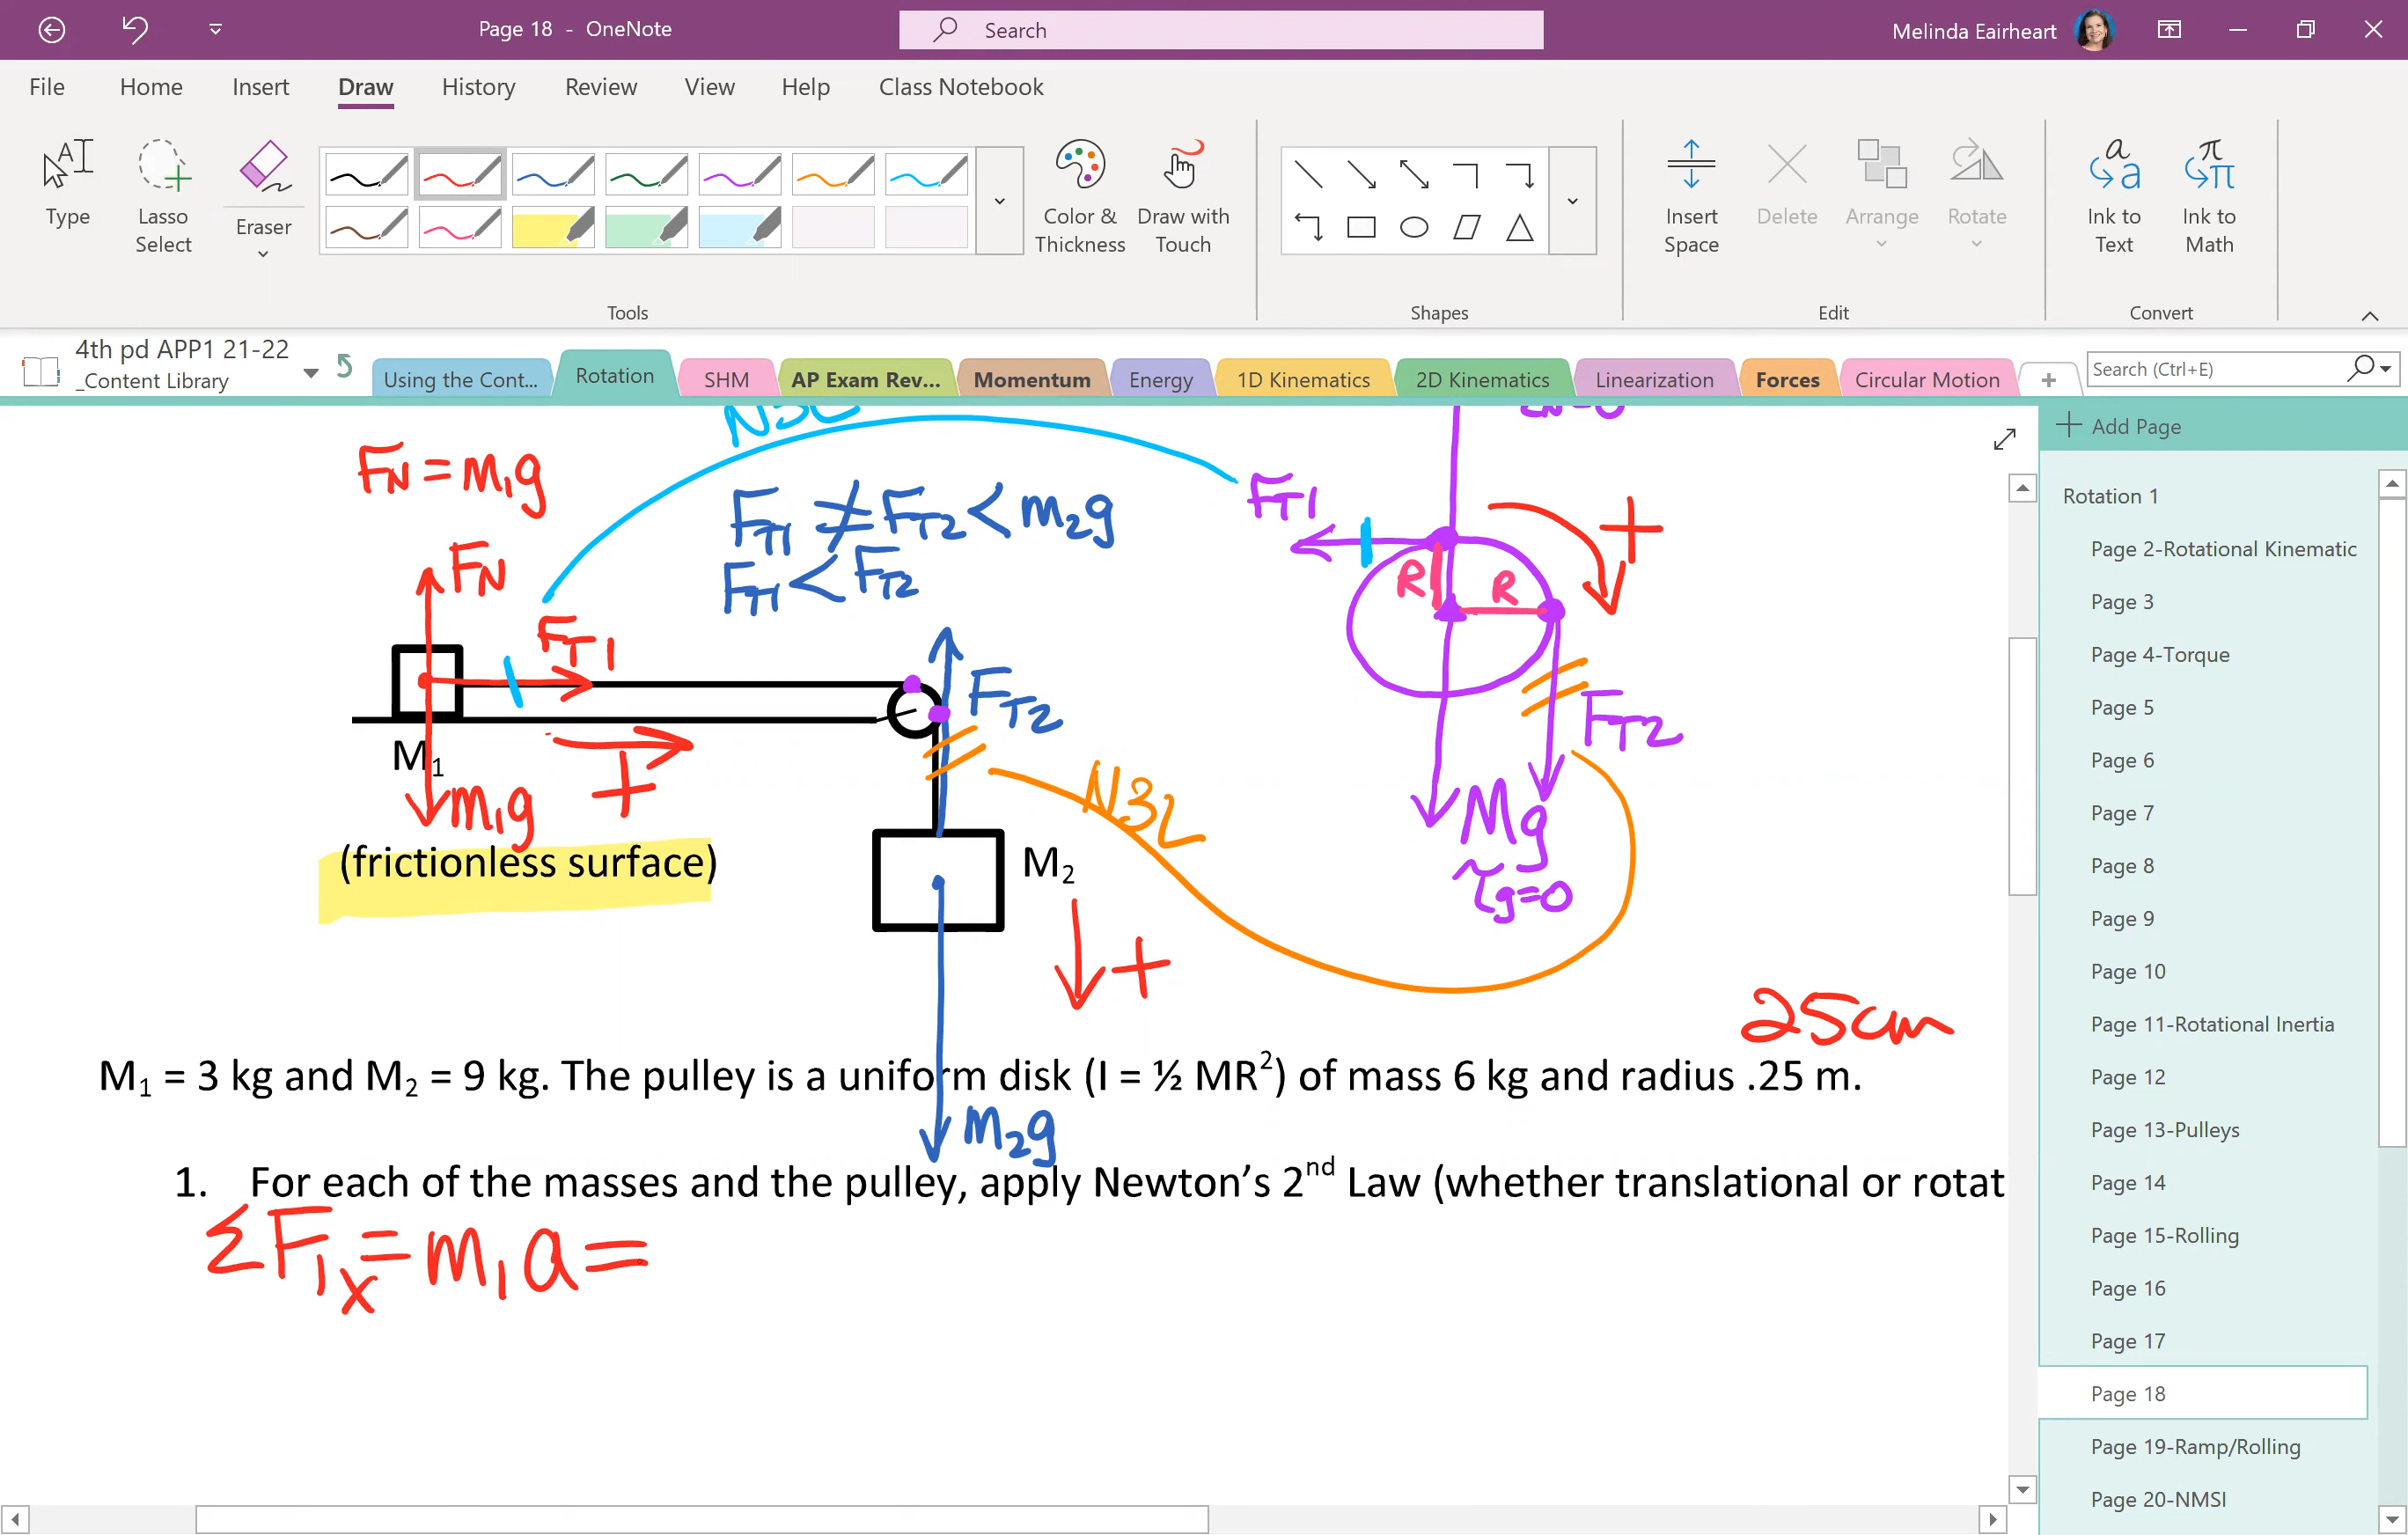 Page 18 - OneNote
Search
Melinda Eairheart
File Home Insert Draw History Review View Help Class Notebook
Type
Lasso Select
Eraser
Color & Thickness
Draw with Touch
Insert Space
Delete
Arrange
Rotate
Ink to Text
Ink to Math
Tools
Shapes
Edit
Convert
4th pd APP1 21-22
_Content Library
Using the Cont...
Rotation
SHM
AP Exam Rev...
Momentum
Energy
1D Kinematics
2D Kinematics
Linearization
Forces
Circular Motion
Search (Ctrl+E)
Add Page
Rotation 1
Page 2-Rotational Kinematic
Page 3
Page 4-Torque
Page 5
Page 6
Page 7
Page 8
Page 9
Page 10
Page 11-Rotational Inertia
Page 12
Page 13-Pulleys
Page 14
Page 15-Rolling
Page 16
Page 17
Page 18
Page 19-Ramp/Rolling
Page 20-NMSI
N3L
FN = m₁g
FT1 ≠ FT2 < m₂g
FT1 < FT2
FN
FT1
FT1
+
R
R
FT2
FT2
M₁
m₁g
+
N3L
Mg
τg=0
(frictionless surface)
M₂
+
25cm
M₁ = 3 kg and M₂ = 9 kg. The pulley is a uniform disk (I = ½ MR²) of mass 6 kg and radius .25 m.
m₂g
1. For each of the masses and the pulley, apply Newton's 2nd Law (whether translational or rotat
ΣF₁x = m₁a =